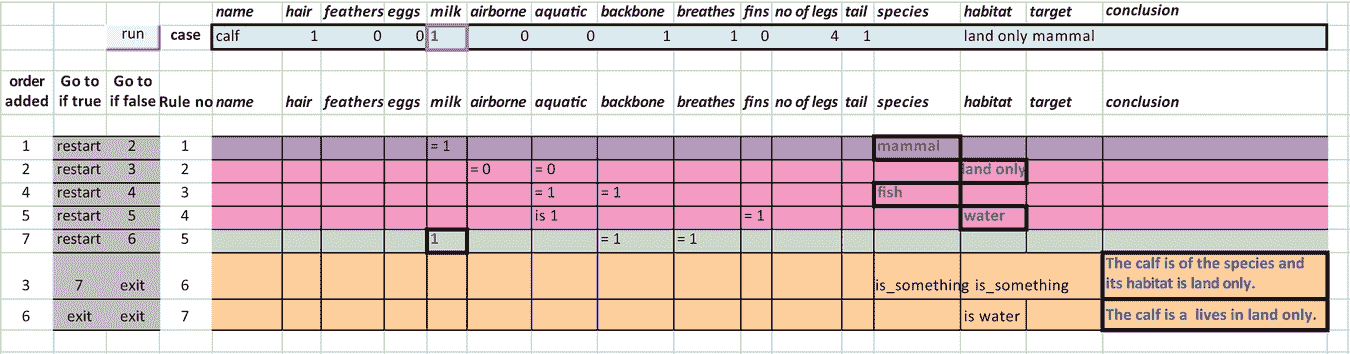 name hair feathers eggs milk airborne aquatic backbone breathes fins no of legs tail species habitat target conclusion
run case calf 1 0 0 1 0 0 1 1 0 4 1 land only mammal
order added Go to if true Go to if false Rule no name hair feathers eggs milk airborne aquatic backbone breathes fins no of legs tail species habitat target conclusion
1 restart 2 1 = 1 mammal
2 restart 3 2 = 0 = 0 land only
4 restart 4 3 = 1 = 1 fish
5 restart 5 4 is 1 = 1 water
7 restart 6 5 1 = 1 = 1
3 7 exit 6 is_something is_something The calf is of the species and
its habitat is land only.
6 exit exit 7 is water The calf is a lives in land only.